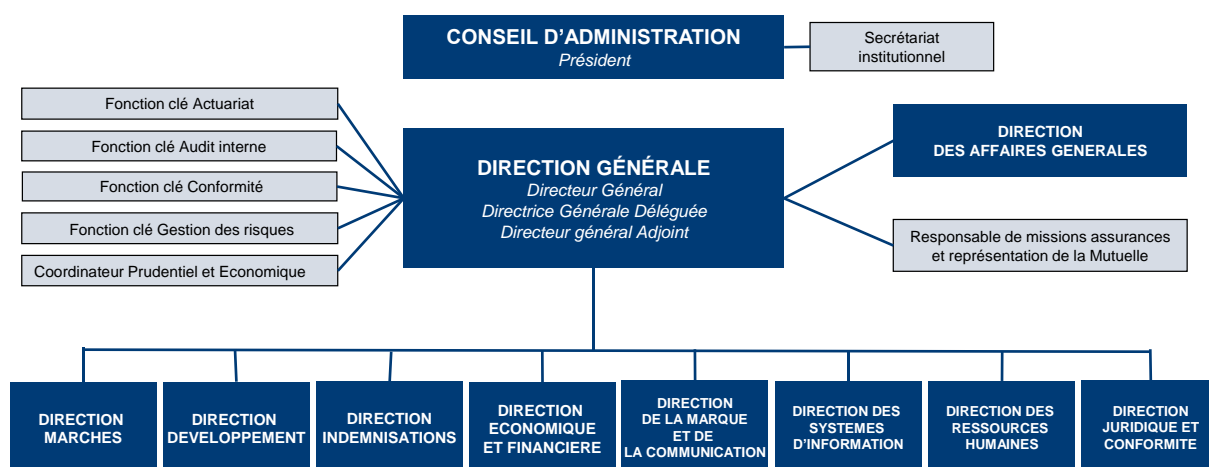 CONSEIL D’ADMINISTRATION
Président
Secrétariat
institutionnel
Fonction clé Actuariat
Fonction clé Audit interne
Fonction clé Conformité
Fonction clé Gestion des risques
Coordinateur Prudentiel et Economique
DIRECTION GÉNÉRALE
Directeur Général
Directrice Générale Déléguée
Directeur général Adjoint
DIRECTION
DES AFFAIRES GENERALES
Responsable de missions assurances
et représentation de la Mutuelle
DIRECTION
MARCHES
DIRECTION
DEVELOPPEMENT
DIRECTION
INDEMNISATIONS
DIRECTION
ECONOMIQUE
ET FINANCIERE
DIRECTION
DE LA MARQUE
ET DE
LA COMMUNICATION
DIRECTION DES
SYSTEMES
D’INFORMATION
DIRECTION DES
RESSOURCES
HUMAINES
DIRECTION
JURIDIQUE ET
CONFORMITE